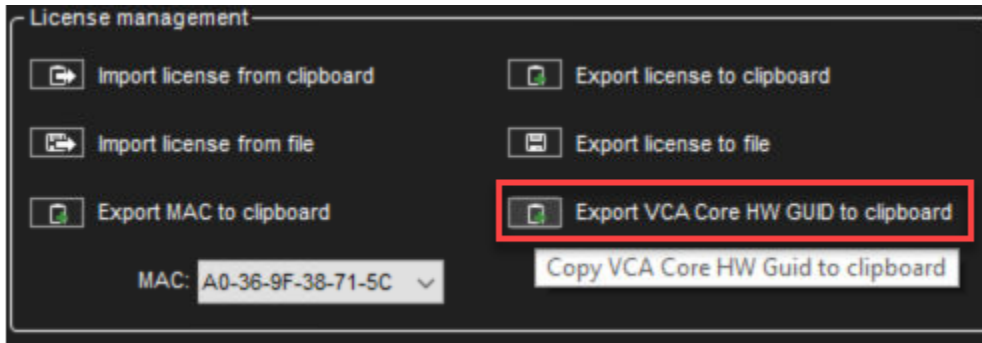 License management
Import license from clipboard
Export license to clipboard
Import license from file
Export license to file
Export MAC to clipboard
Export VCA Core HW GUID to clipboard
MAC: A0-36-9F-38-71-5C
Copy VCA Core HW Guid to clipboard